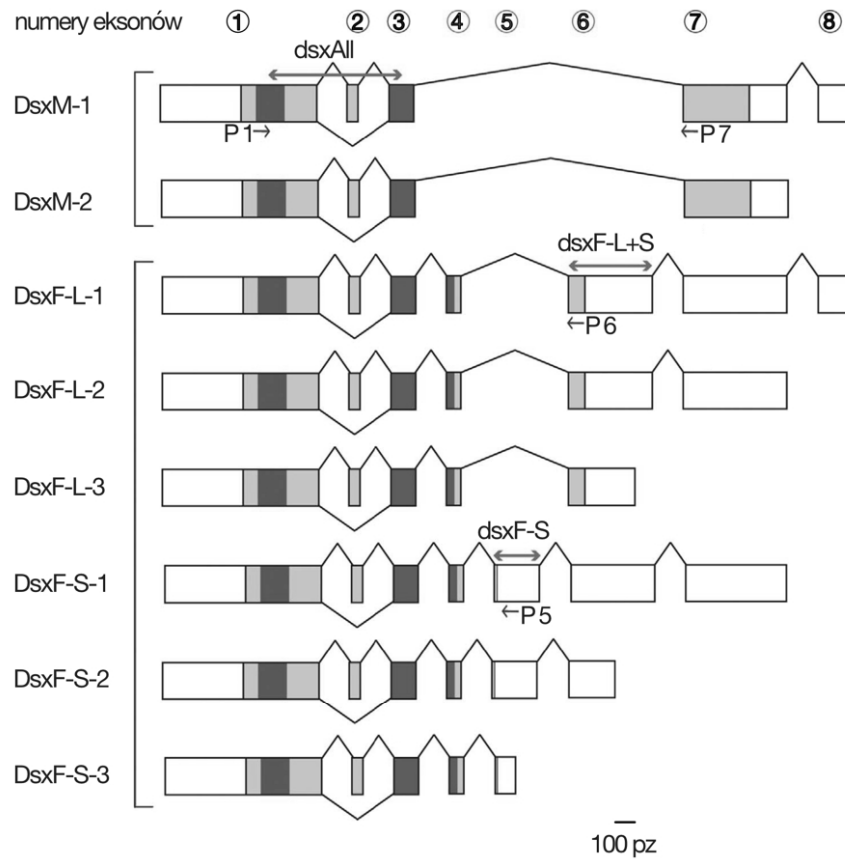 numery eksonów ① ② ③ ④ ⑤ ⑥ ⑦ ⑧
dsxAll
DsxM-1
P1→ ←P7
DsxM-2
dsxF-L+S
DsxF-L-1
←P6
DsxF-L-2
DsxF-L-3
dsxF-S
DsxF-S-1
←P5
DsxF-S-2
DsxF-S-3
100 pz